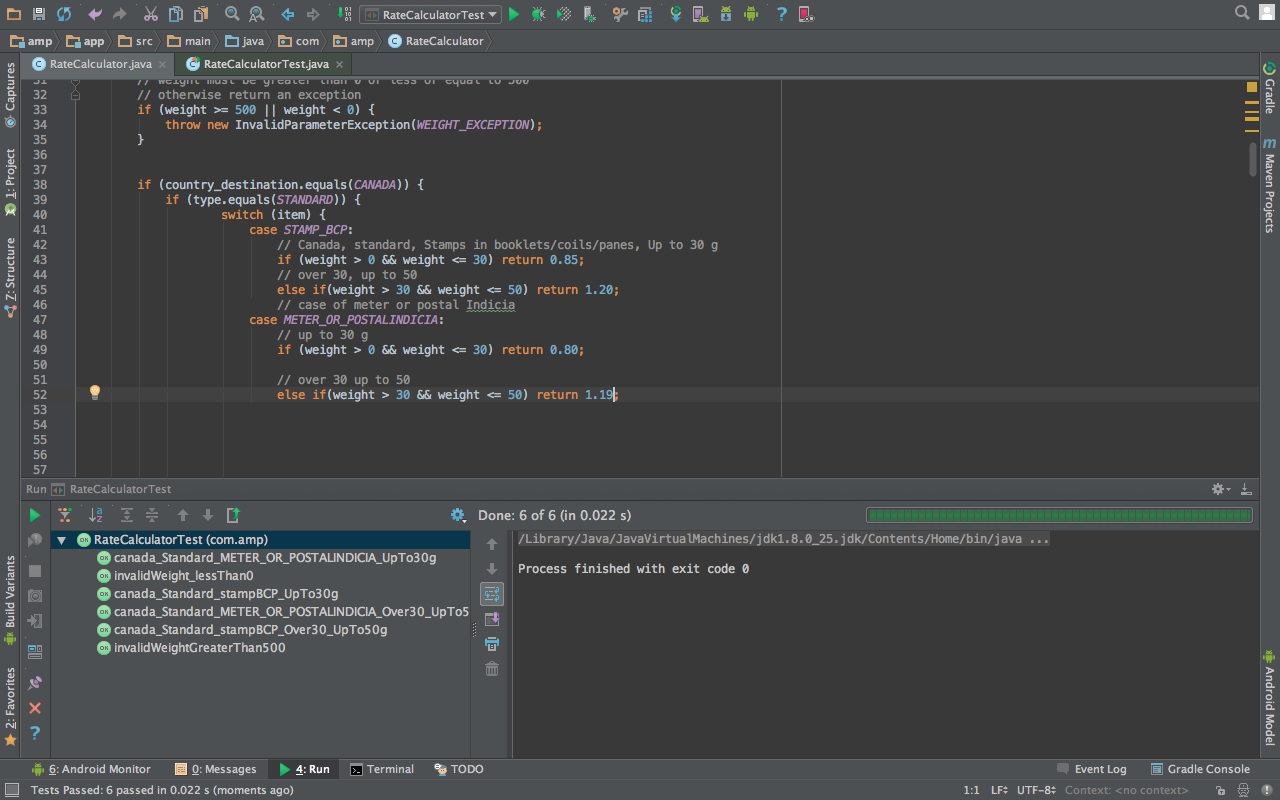 RateCalculatorTest
amp
app
src
main
java
com
amp
RateCalculator
RateCalculator.java
RateCalculatorTest.java
Captures
1: Project
7: Structure
Build Variants
2: Favorites
31 // weight must be greater than 0 or less or equal to 500
32 // otherwise return an exception
33 if (weight >= 500 || weight < 0) {
34 throw new InvalidParameterException(WEIGHT_EXCEPTION);
35 }
36
37
38 if (country_destination.equals(CANADA)) {
39 if (type.equals(STANDARD)) {
40 switch (item) {
41 case STAMP_BCP:
42 // Canada, standard, Stamps in booklets/coils/panes, Up to 30 g
43 if (weight > 0 && weight <= 30) return 0.85;
44 // over 30, up to 50
45 else if(weight > 30 && weight <= 50) return 1.20;
46 // case of meter or postal Indicia
47 case METER_OR_POSTALINDICIA:
48 // up to 30 g
49 if (weight > 0 && weight <= 30) return 0.80;
50
51 // over 30 up to 50
52 else if(weight > 30 && weight <= 50) return 1.19;
53
54
55
56
57
Gradle
m Maven Projects
Android Model
Run RateCalculatorTest
Done: 6 of 6 (in 0.022 s)
RateCalculatorTest (com.amp)
OK canada_Standard_METER_OR_POSTALINDICIA_UpTo30g
OK invalidWeight_lessThan0
OK canada_Standard_stampBCP_UpTo30g
OK canada_Standard_METER_OR_POSTALINDICIA_Over30_UpTo5
OK canada_Standard_stampBCP_Over30_UpTo50g
OK invalidWeightGreaterThan500
/Library/Java/JavaVirtualMachines/jdk1.8.0_25.jdk/Contents/Home/bin/java ...
Process finished with exit code 0
6: Android Monitor
0: Messages
4: Run
Terminal
TODO
Event Log
Gradle Console
Tests Passed: 6 passed in 0.022 s (moments ago)
1:1 LF UTF-8 Context: <no context>